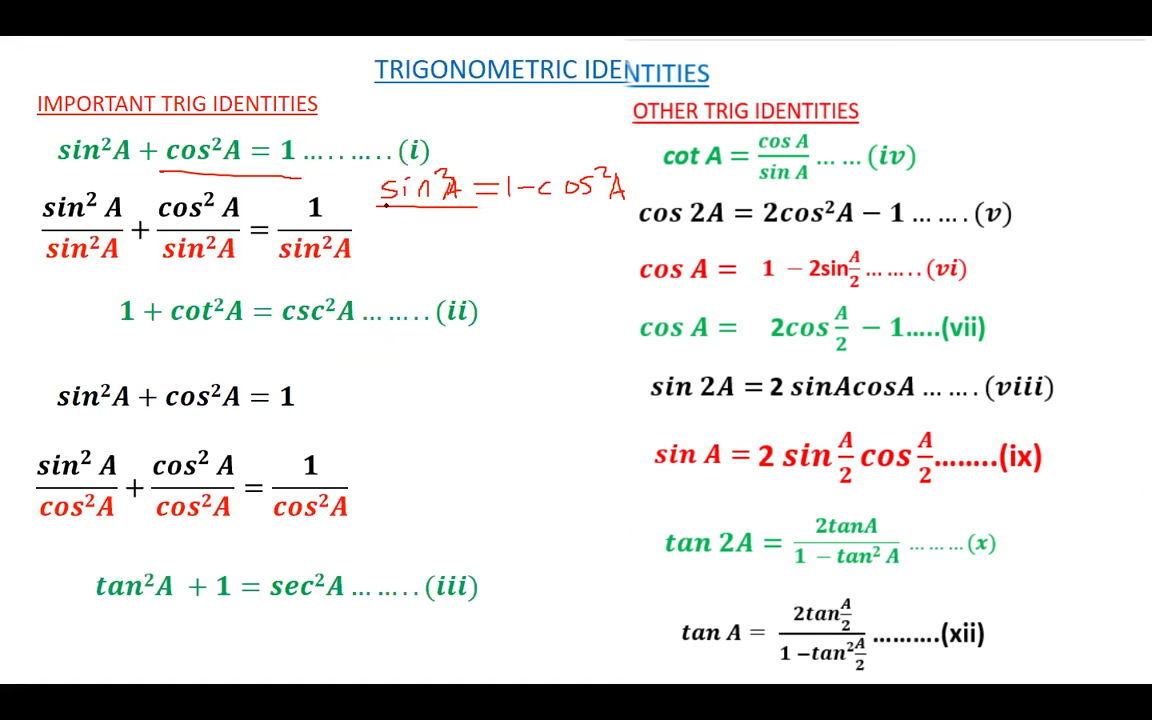 TRIGONOMETRIC IDENTITIES
IMPORTANT TRIG IDENTITIES
sin²A + cos²A = 1 ... ... ... . (i)
sin²A = 1 - cos²A
sin² A/sin²A + cos² A/sin²A = 1/sin²A
1 + cot²A = csc²A ... ... . . (ii)
sin²A + cos²A = 1
sin² A/cos²A + cos² A/cos²A = 1/cos²A
tan²A + 1 = sec²A ... ... . . (iii)
OTHER TRIG IDENTITIES
cot A = cos A/sin A ... ... (iv)
cos 2A = 2cos²A − 1 ... ... . (v)
cos A = 1 − 2sin A/2 ... ... . . (vi)
cos A = 2cos A/2 − 1.....(vii)
sin 2A = 2 sinAcosA ... ... . (viii)
sin A = 2 sin A/2 cos A/2........(ix)
tan 2A = 2tanA/1 − tan² A ... ... ... (x)
tan A = 2tan A/2/1 −tan² A/2 ..........(xii)